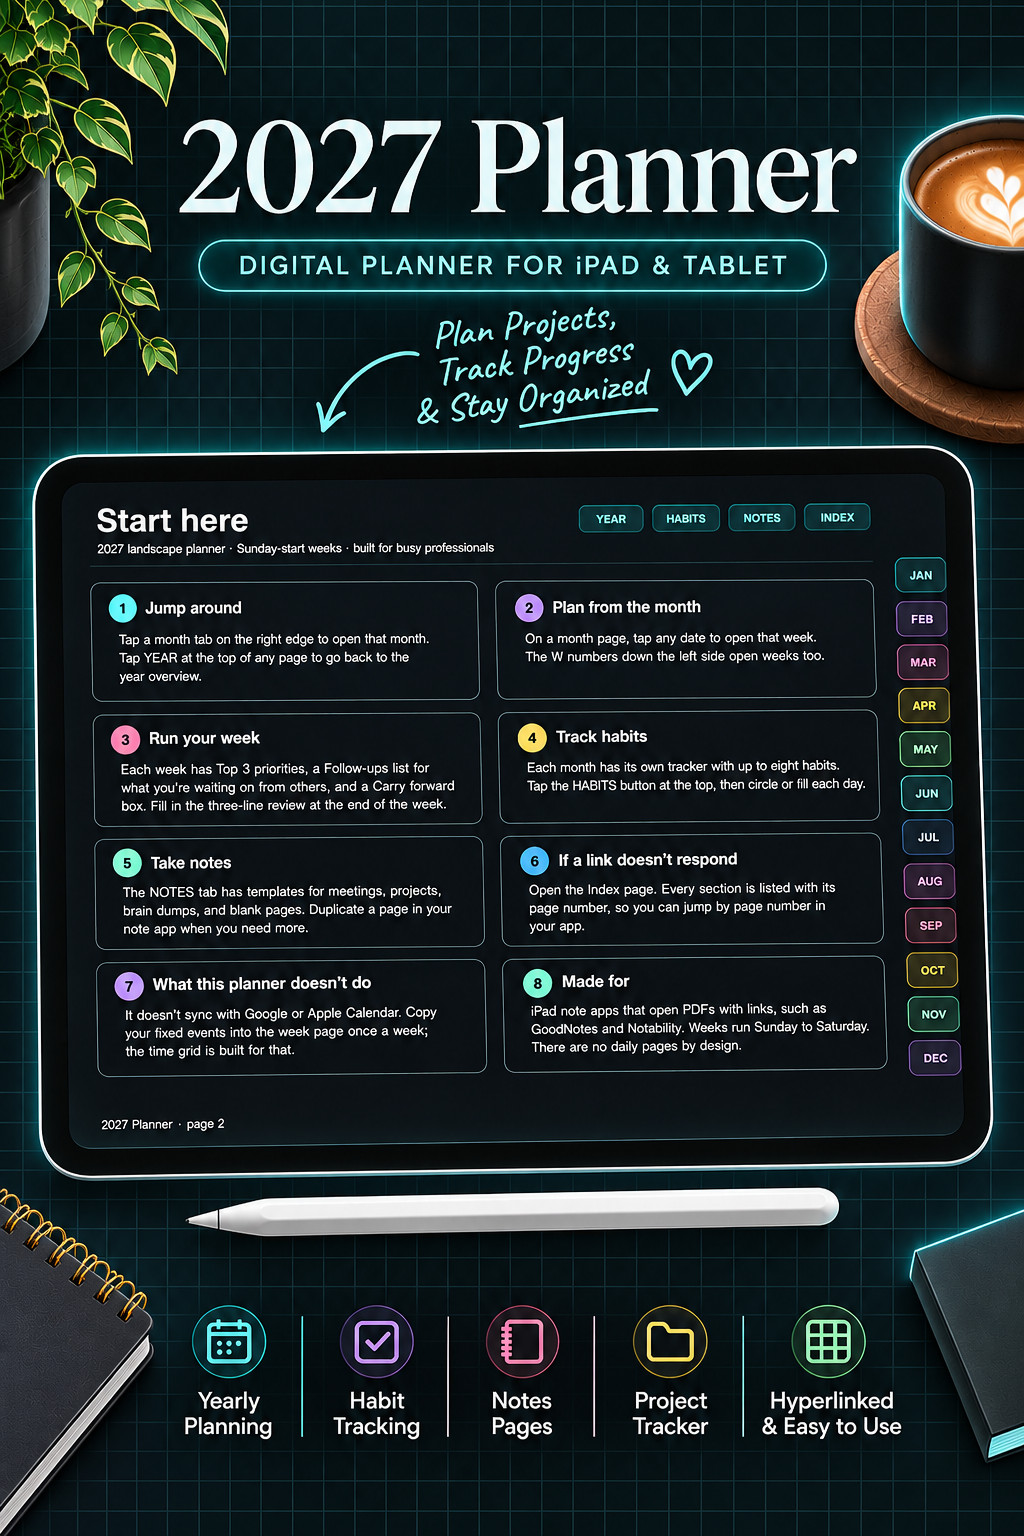 2027 Planner
DIGITAL PLANNER FOR iPAD & TABLET
Plan Projects,
Track Progress
& Stay Organized
Start here
2027 landscape planner · Sunday-start weeks · built for busy professionals
YEAR
HABITS
NOTES
INDEX
1 Jump around
Tap a month tab on the right edge to open that month.
Tap YEAR at the top of any page to go back to the
year overview.
2 Plan from the month
On a month page, tap any date to open that week.
The W numbers down the left side open weeks too.
3 Run your week
Each week has Top 3 priorities, a Follow-ups list for
what you're waiting on from others, and a Carry forward
box. Fill in the three-line review at the end of the week.
4 Track habits
Each month has its own tracker with up to eight habits.
Tap the HABITS button at the top, then circle or fill each day.
5 Take notes
The NOTES tab has templates for meetings, projects,
brain dumps, and blank pages. Duplicate a page in your
note app when you need more.
6 If a link doesn't respond
Open the Index page. Every section is listed with its
page number, so you can jump by page number in
your app.
7 What this planner doesn't do
It doesn't sync with Google or Apple Calendar. Copy
your fixed events into the week page once a week;
the time grid is built for that.
8 Made for
iPad note apps that open PDFs with links, such as
GoodNotes and Notability. Weeks run Sunday to Saturday.
There are no daily pages by design.
JAN
FEB
MAR
APR
MAY
JUN
JUL
AUG
SEP
OCT
NOV
DEC
2027 Planner · page 2
Yearly
Planning
Habit
Tracking
Notes
Pages
Project
Tracker
Hyperlinked
& Easy to Use